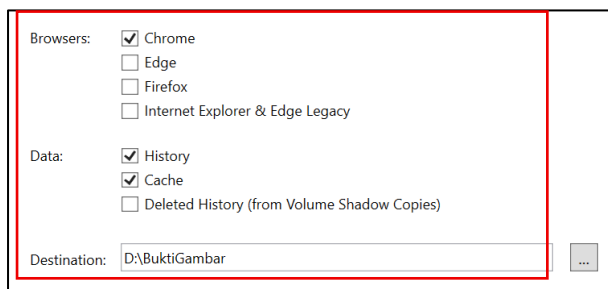 Browsers: Chrome
Edge
Firefox
Internet Explorer & Edge Legacy
Data: History
Cache
Deleted History (from Volume Shadow Copies)
Destination: D:\BuktiGambar ...